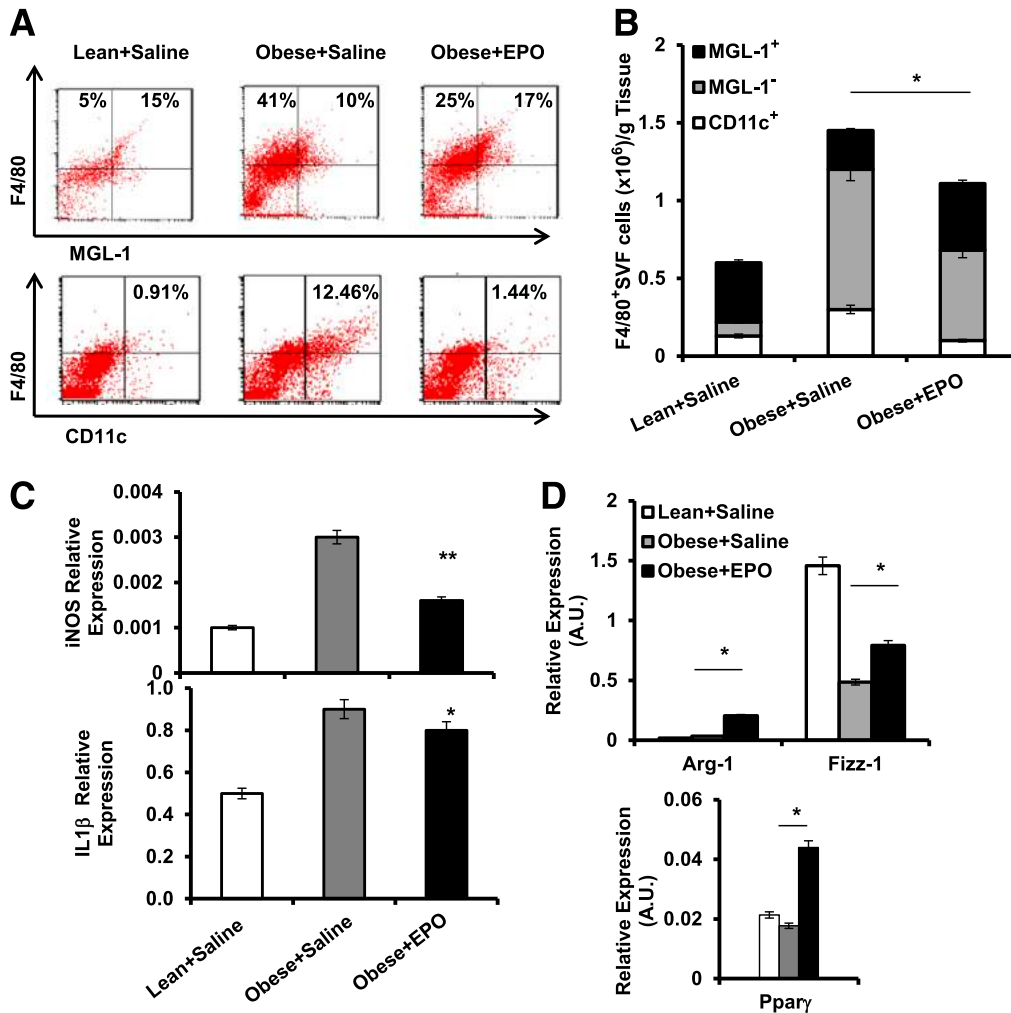 A
Lean+Saline
Obese+Saline
Obese+EPO
5%
15%
41%
10%
25%
17%
F4/80
MGL-1
0.91%
12.46%
1.44%
F4/80
CD11c
B
F4/80⁺SVF cells (x10⁶)/g Tissue
2
1.5
1
0.5
0
MGL-1⁺
MGL-1⁻
CD11c⁺
*
Lean+Saline
Obese+Saline
Obese+EPO
C
iNOS Relative
Expression
0.004
0.003
0.002
0.001
0
**
IL1β Relative
Expression
1.0
0.8
0.6
0.4
0.2
0.0
*
Lean+Saline
Obese+Saline
Obese+EPO
D
Relative Expression
(A.U.)
2
1.5
1
0.5
0
Lean+Saline
Obese+Saline
Obese+EPO
*
*
Arg-1
Fizz-1
Relative Expression
(A.U.)
0.06
0.04
0.02
0
*
Pparγ